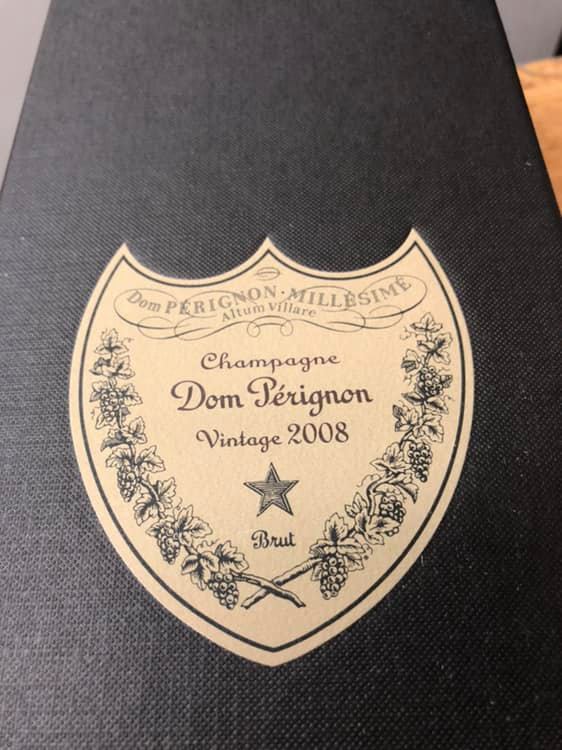 Dom PÉRIGNON · MILLÉSIMÉ
Altum Villare
Champagne
Dom Pérignon
Vintage 2008
Brut